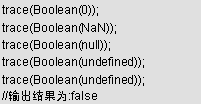 trace(Boolean(0));
trace(Boolean(NaN));
trace(Boolean(null));
trace(Boolean(undefined));
trace(Boolean(undefined));
//输出结果为:false